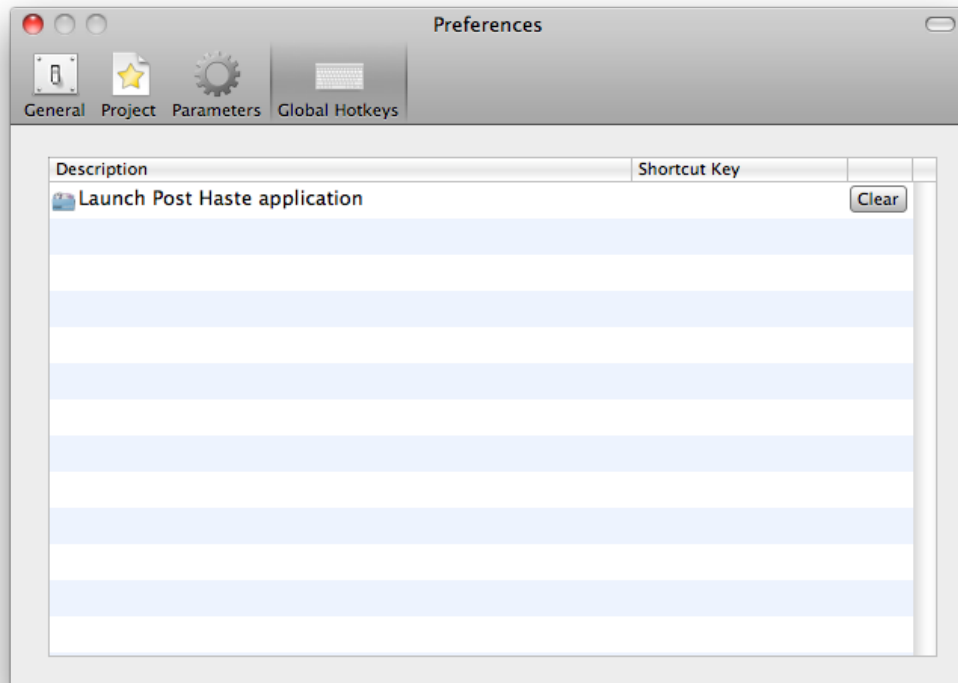 Preferences
General Project Parameters Global Hotkeys
Description Shortcut Key
Launch Post Haste application Clear